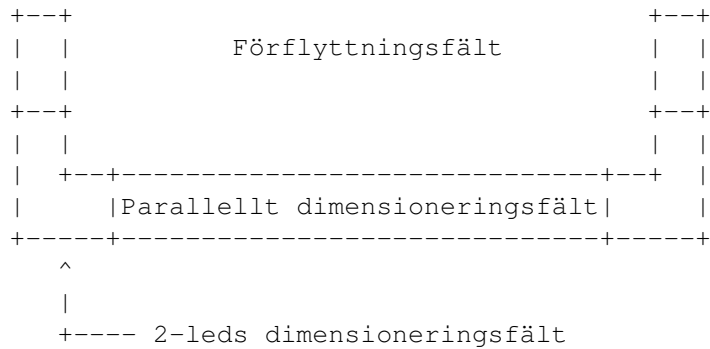 Förflyttningsfält
Parallellt dimensioneringsfält
2-leds dimensioneringsfält